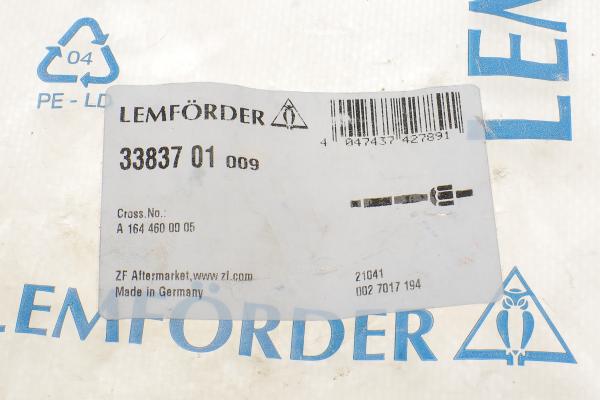 04
PE - LD
LEMFÖRDER
33837 01 009
4 047437 427891
Cross.No.:
A 164 460 00 05
ZF Aftermarket,www.zf.com
Made in Germany
21041
002 7017 194
LEMFÖRDER